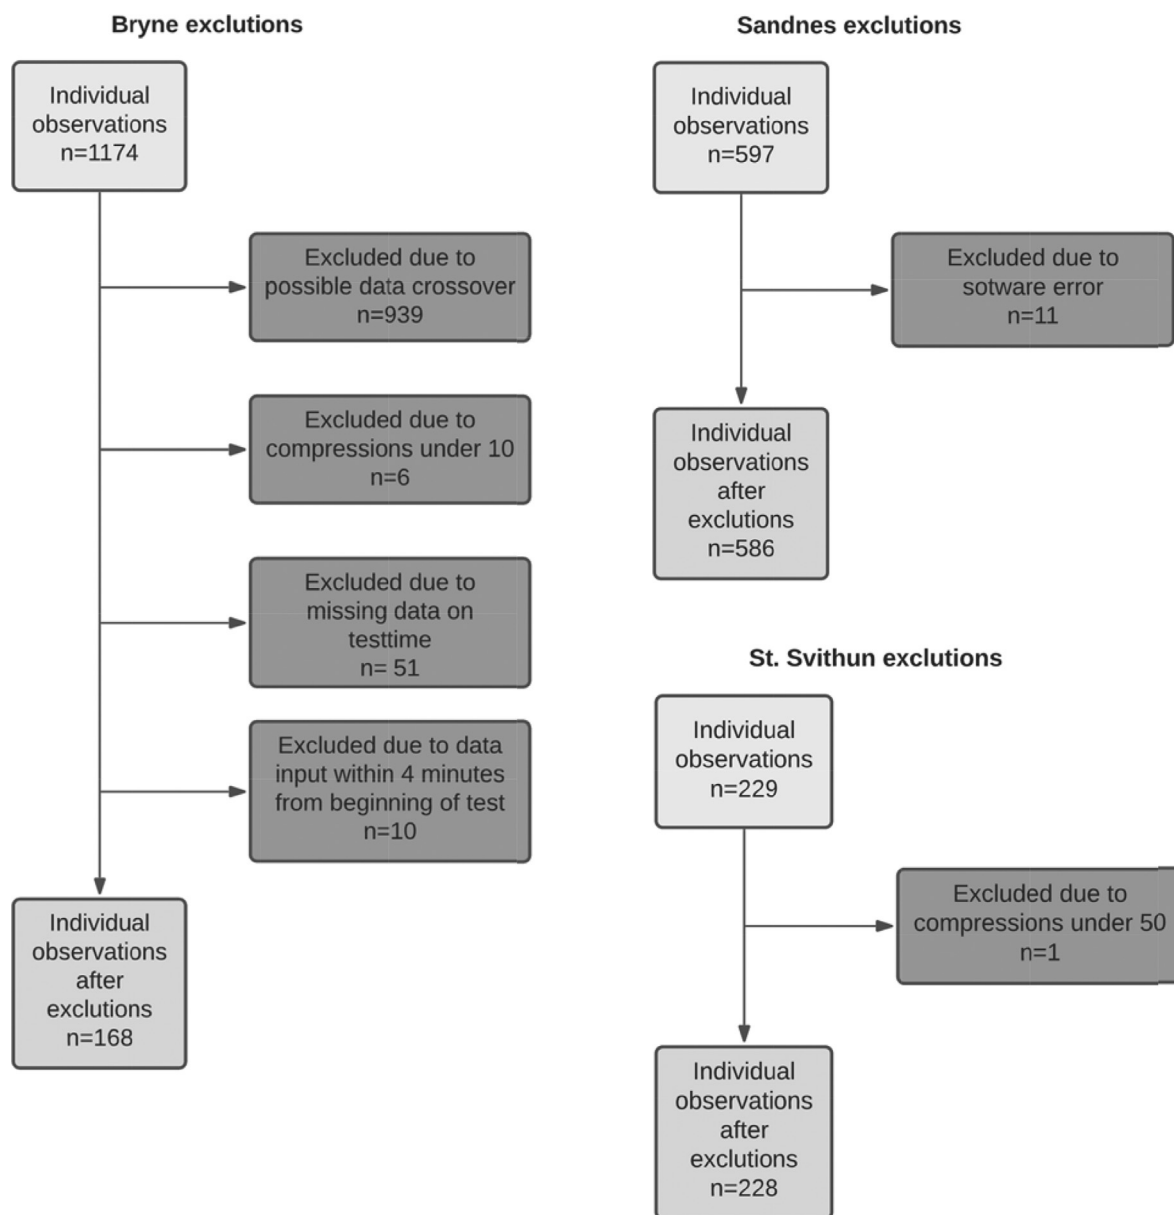 Bryne exclutions
Individual
observations
n=1174
Excluded due to
possible data crossover
n=939
Excluded due to
compressions under 10
n=6
Excluded due to
missing data on
testtime
n= 51
Excluded due to data
input within 4 minutes
from beginning of test
n=10
Individual
observations
after
exclutions
n=168
Sandnes exclutions
Individual
observations
n=597
Excluded due to
sotware error
n=11
Individual
observations
after
exclutions
n=586
St. Svithun exclutions
Individual
observations
n=229
Excluded due to
compressions under 50
n=1
Individual
observations
after
exclutions
n=228